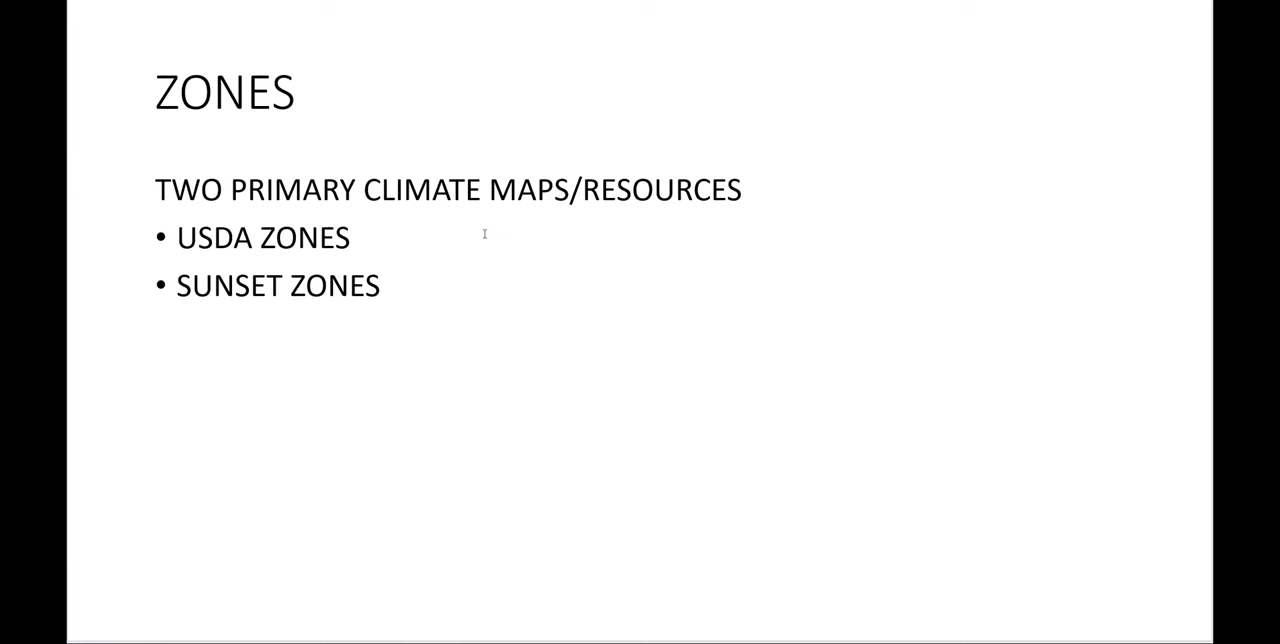 ZONES
TWO PRIMARY CLIMATE MAPS/RESOURCES
• USDA ZONES
• SUNSET ZONES